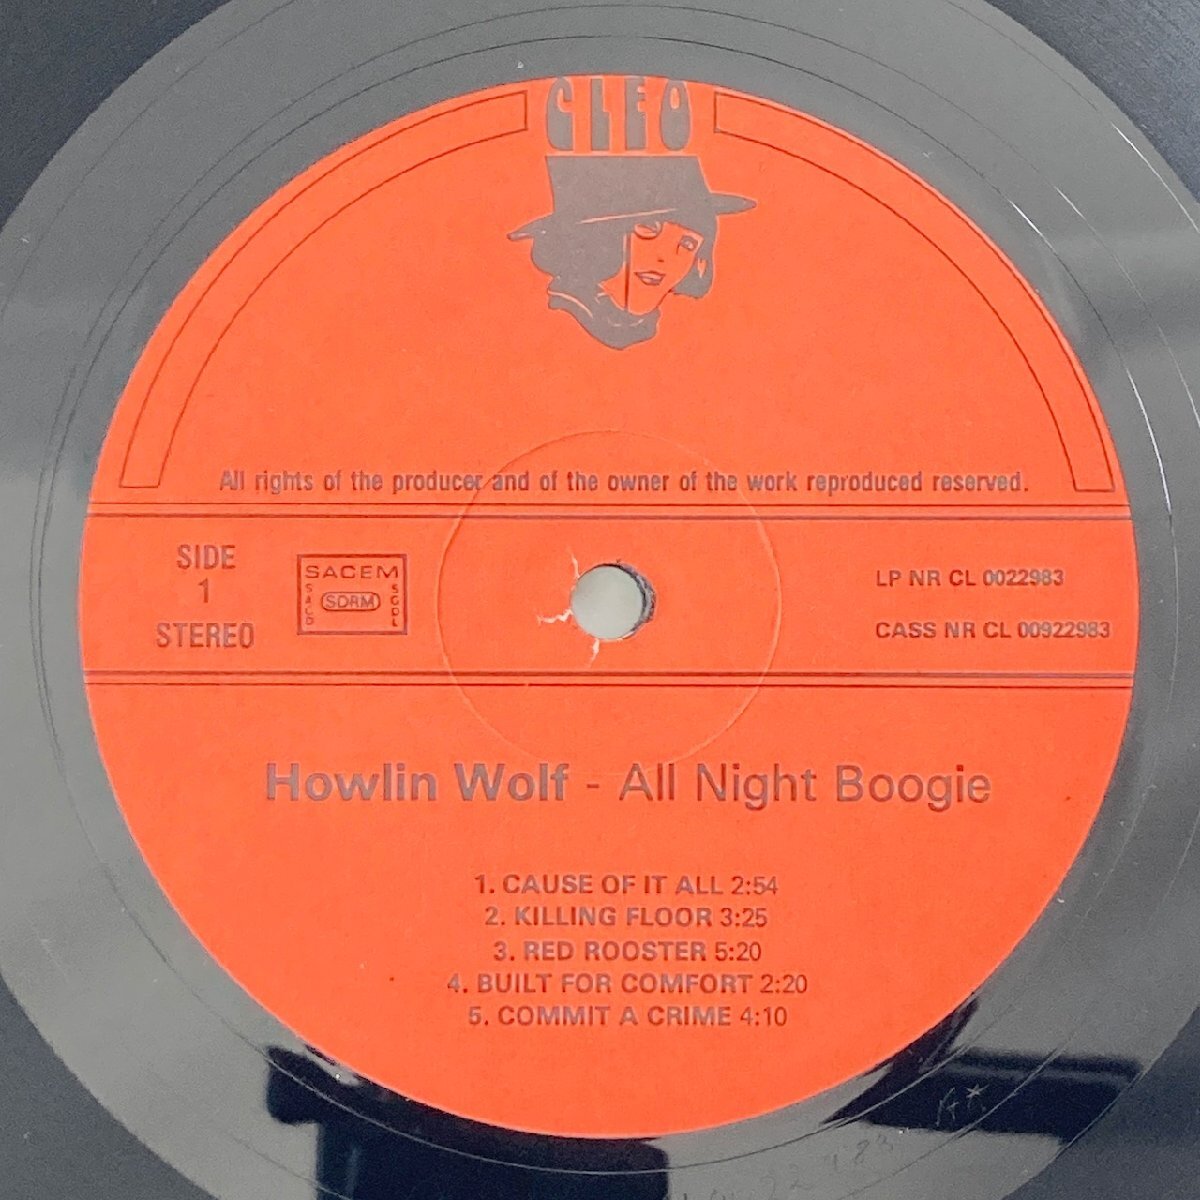 CLEO
All rights of the producer and of the owner of the work reproduced reserved.
SIDE
1
STEREO
SACEM
SACD
SDRM
SGDL
LP NR CL 0022983
CASS NR CL 00922983
Howlin Wolf - All Night Boogie
1. CAUSE OF IT ALL 2:54
2. KILLING FLOOR 3:25
3. RED ROOSTER 5:20
4. BUILT FOR COMFORT 2:20
5. COMMIT A CRIME 4:10